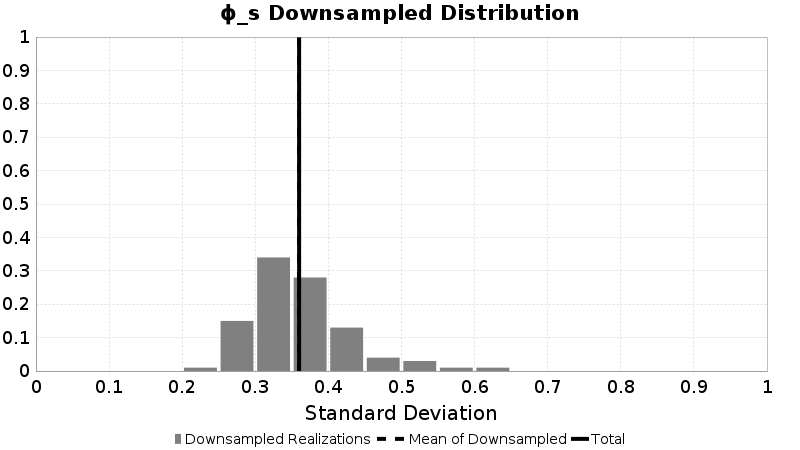 ϕ_s Downsampled Distribution
1
0.9
0.8
0.7
0.6
0.5
0.4
0.3
0.2
0.1
0
0 0.1 0.2 0.3 0.4 0.5 0.6 0.7 0.8 0.9 1
Standard Deviation
Downsampled Realizations Mean of Downsampled Total